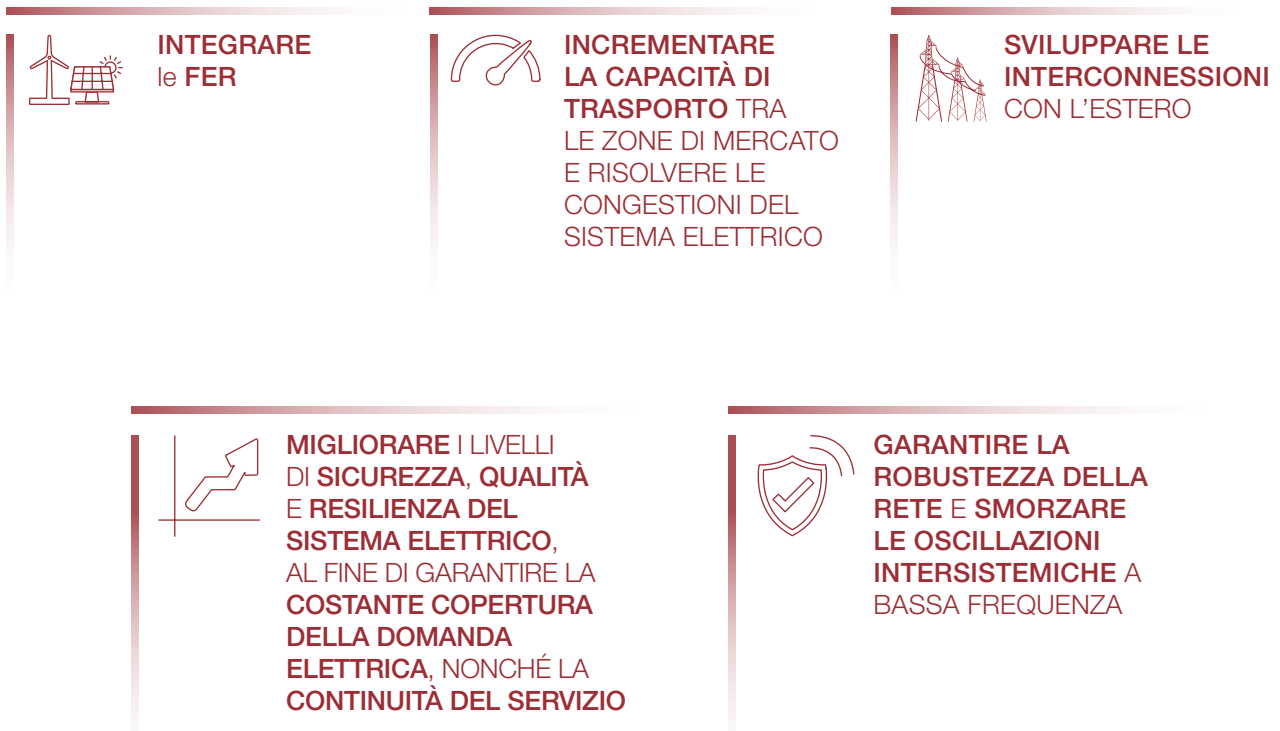 INTEGRARE
le FER
INCREMENTARE
LA CAPACITÀ DI
TRASPORTO TRA
LE ZONE DI MERCATO
E RISOLVERE LE
CONGESTIONI DEL
SISTEMA ELETTRICO
SVILUPPARE LE
INTERCONNESSIONI
CON L’ESTERO
MIGLIORARE I LIVELLI
DI SICUREZZA, QUALITÀ
E RESILIENZA DEL
SISTEMA ELETTRICO,
AL FINE DI GARANTIRE LA
COSTANTE COPERTURA
DELLA DOMANDA
ELETTRICA, NONCHÉ LA
CONTINUITÀ DEL SERVIZIO
GARANTIRE LA
ROBUSTEZZA DELLA
RETE E SMORZARE
LE OSCILLAZIONI
INTERSISTEMICHE A
BASSA FREQUENZA